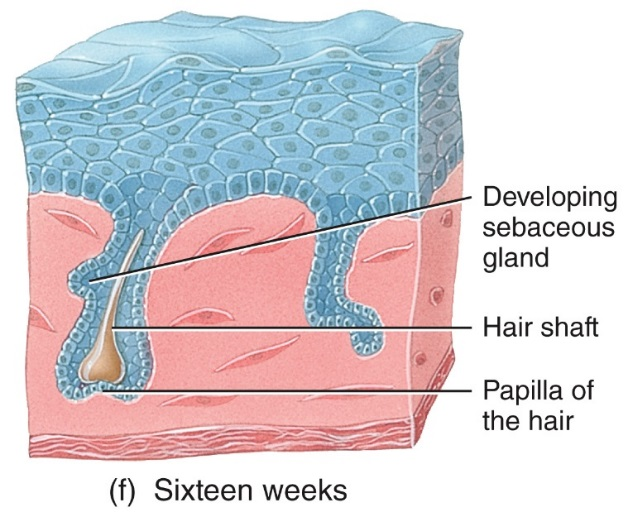 Developing
sebaceous
gland
Hair shaft
Papilla of
the hair
(f) Sixteen weeks